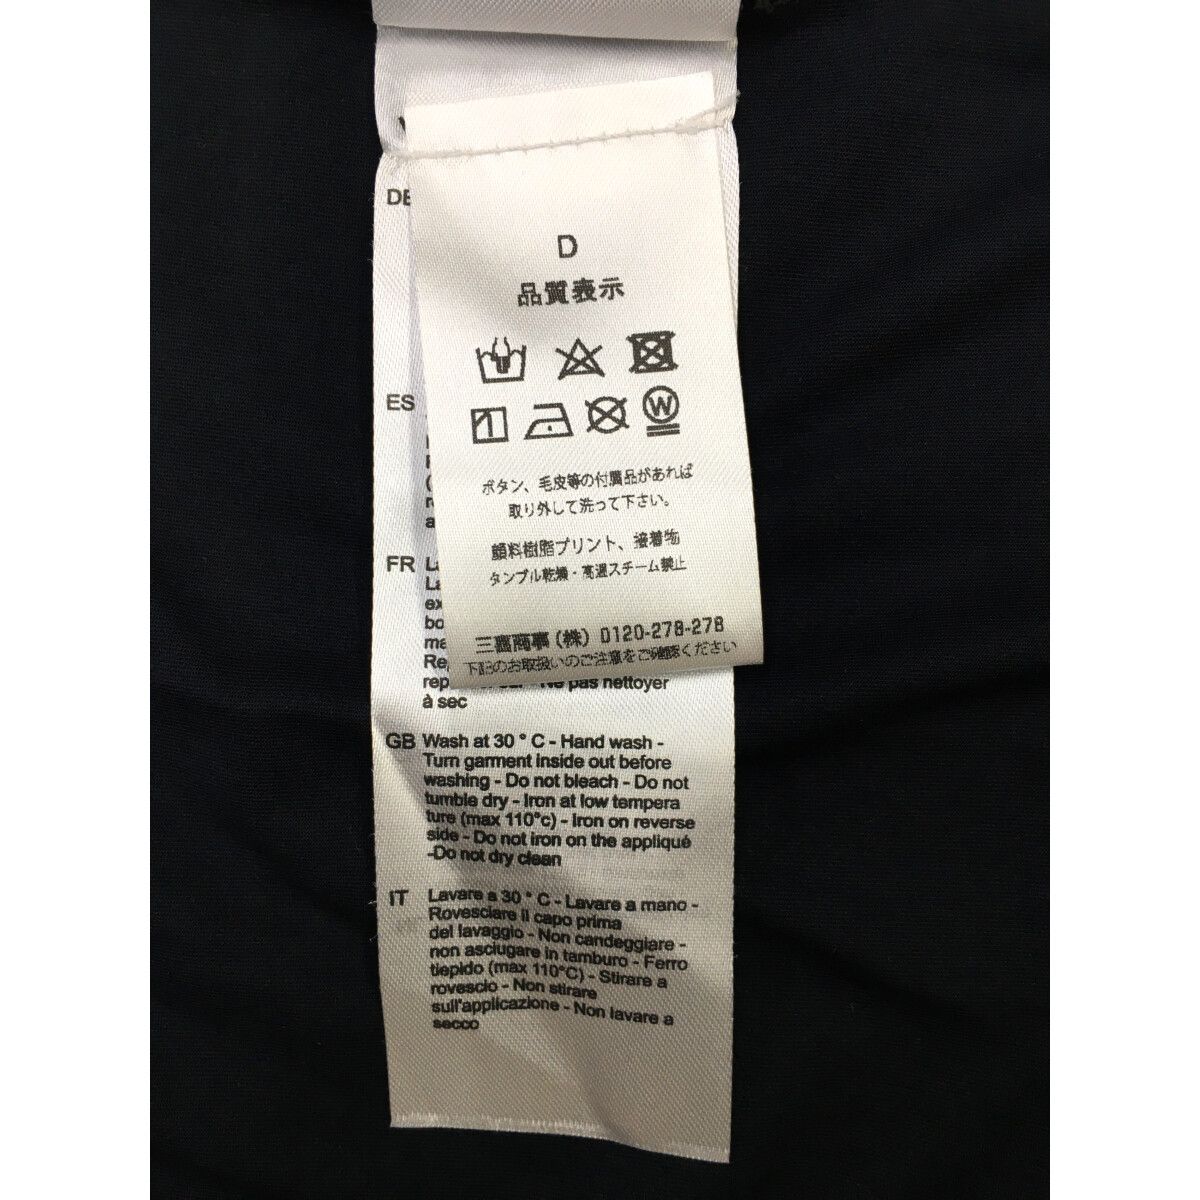 D
品質表示
W
ボタン、毛皮等の付属品があれば
取り外して洗って下さい。
顔料樹脂プリント、接着物
タンブル乾燥・高温スチーム禁止
三喜商事（株）0120-278-278
下記のお取扱いのご注意をご確認ください
DE
ES
FR
à sec
GB Wash at 30 ° C - Hand wash -
Turn garment inside out before
washing - Do not bleach - Do not
tumble dry - Iron at low tempera
ture (max 110°c) - Iron on reverse
side - Do not iron on the appliqué
-Do not dry clean
IT Lavare a 30 ° C - Lavare a mano -
Rovesciare il capo prima
del lavaggio - Non candeggiare -
non asciugare in tamburo - Ferro
tiepido (max 110°C) - Stirare a
rovescio - Non stirare
sull'applicazione - Non lavare a
secco